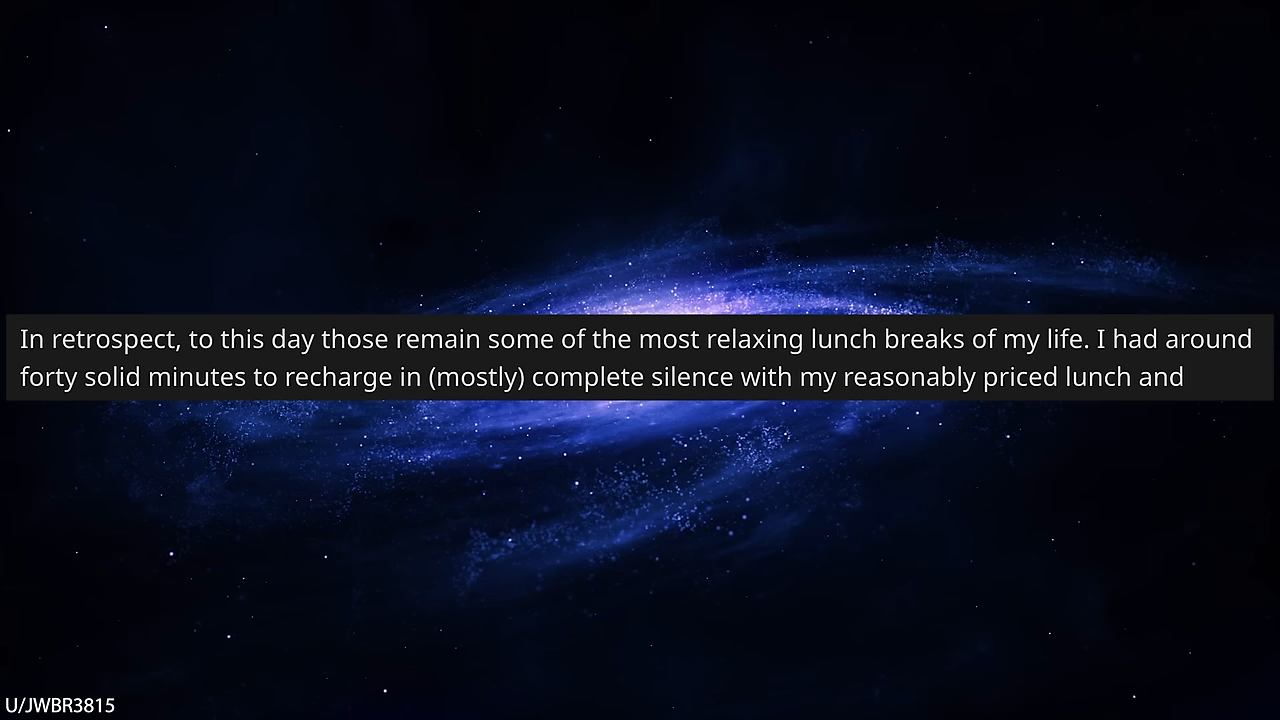 In retrospect, to this day those remain some of the most relaxing lunch breaks of my life. I had around
forty solid minutes to recharge in (mostly) complete silence with my reasonably priced lunch and
U/JWBR3815